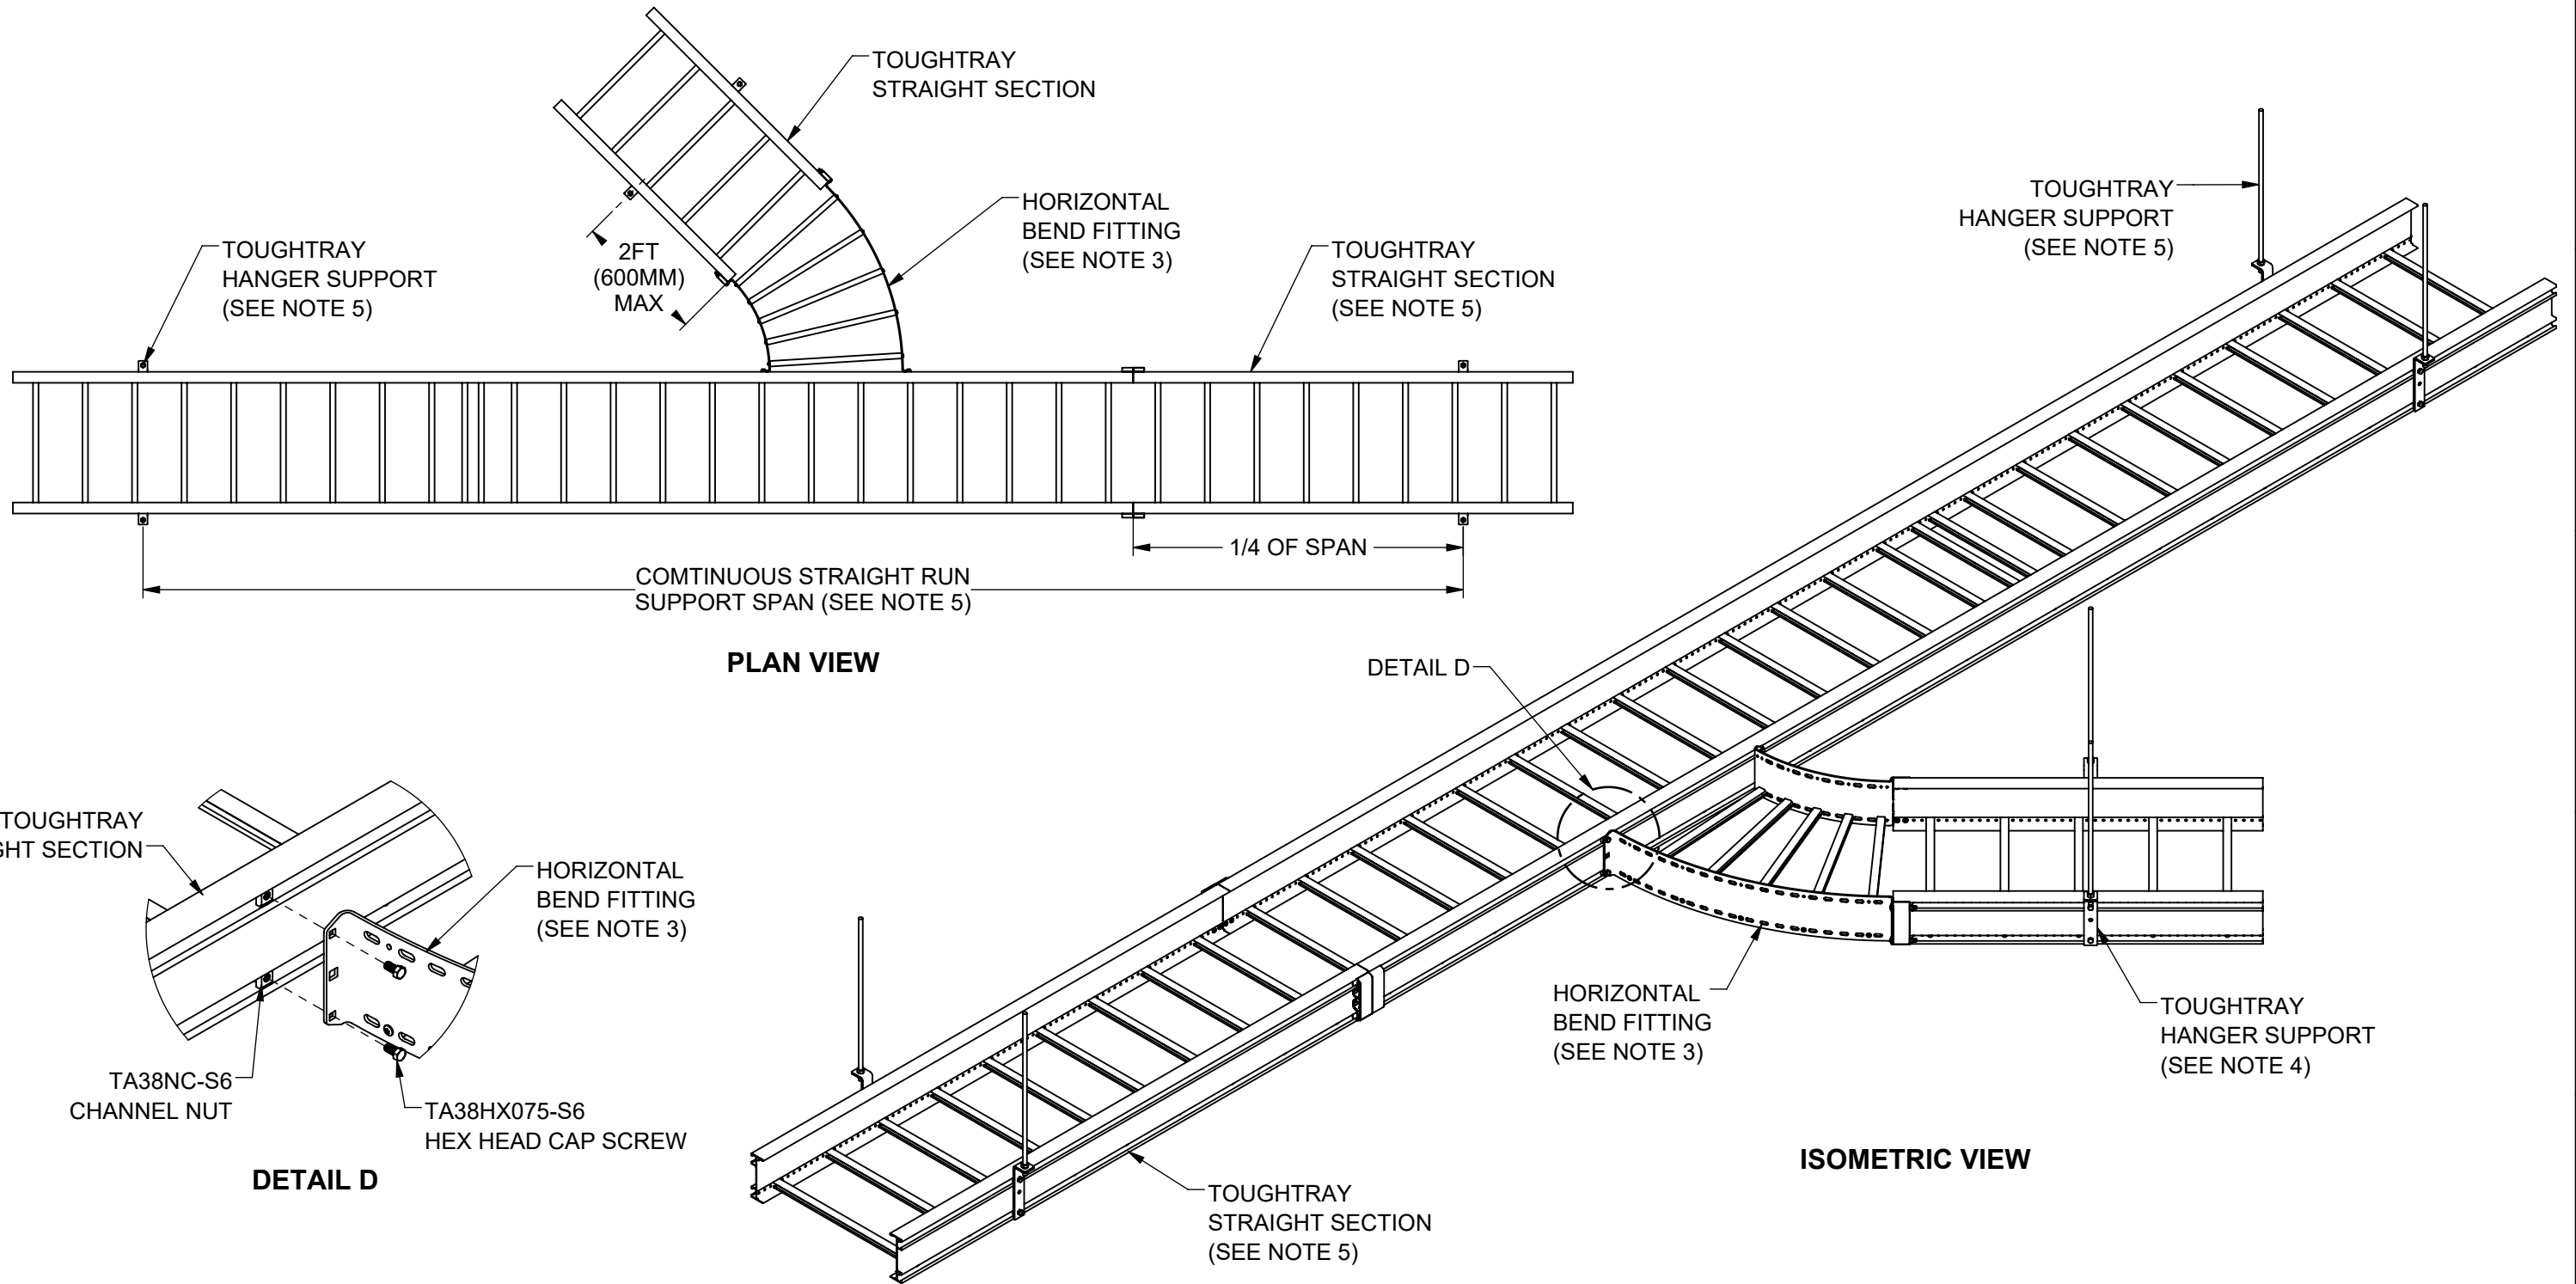 TOUGHTRAY
STRAIGHT SECTION
HORIZONTAL
BEND FITTING
(SEE NOTE 3)
TOUGHTRAY
HANGER SUPPORT
(SEE NOTE 5)
2FT
(600MM)
MAX
TOUGHTRAY
STRAIGHT SECTION
(SEE NOTE 5)
1/4 OF SPAN
COMTINUOUS STRAIGHT RUN
SUPPORT SPAN (SEE NOTE 5)
PLAN VIEW
TOUGHTRAY
HANGER SUPPORT
(SEE NOTE 5)
DETAIL D
HORIZONTAL
BEND FITTING
(SEE NOTE 3)
TOUGHTRAY
HANGER SUPPORT
(SEE NOTE 4)
TOUGHTRAY
STRAIGHT SECTION
(SEE NOTE 5)
ISOMETRIC VIEW
TOUGHTRAY
GHT SECTION
HORIZONTAL
BEND FITTING
(SEE NOTE 3)
TA38NC-S6
CHANNEL NUT
TA38HX075-S6
HEX HEAD CAP SCREW
DETAIL D